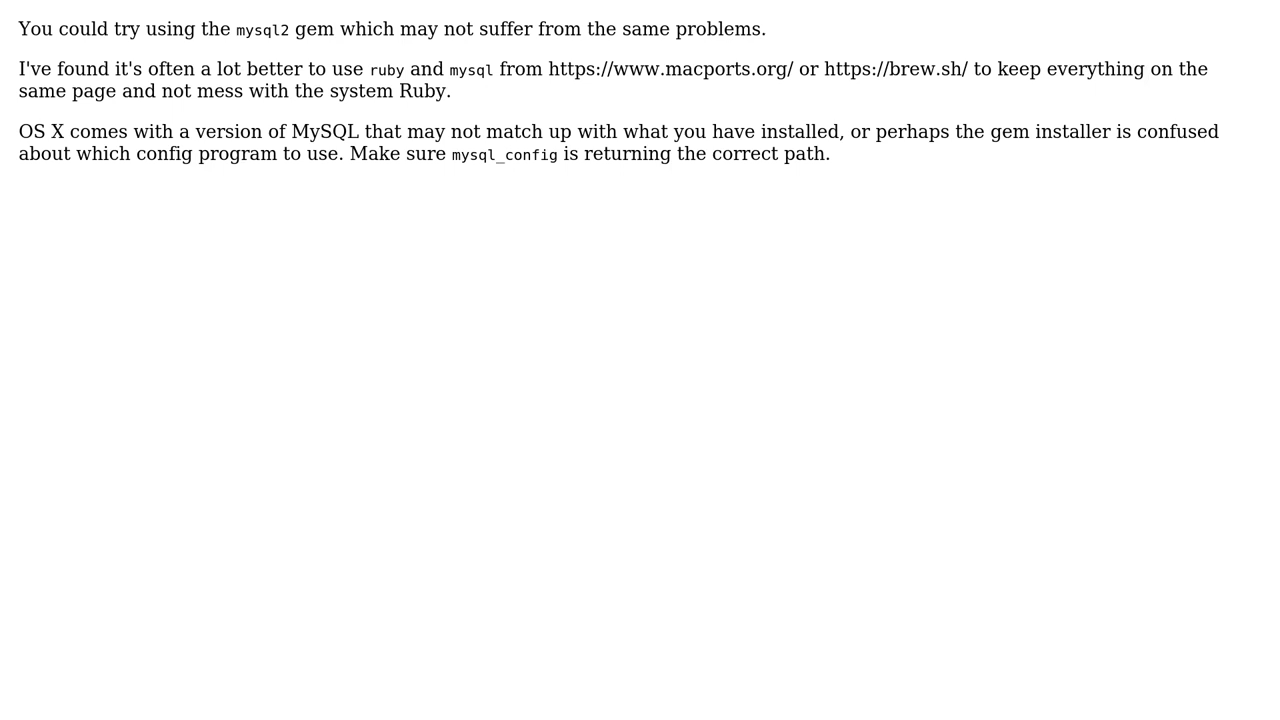 You could try using the mysql2 gem which may not suffer from the same problems.
I've found it's often a lot better to use ruby and mysql from https://www.macports.org/ or https://brew.sh/ to keep everything on the
same page and not mess with the system Ruby.
OS X comes with a version of MySQL that may not match up with what you have installed, or perhaps the gem installer is confused
about which config program to use. Make sure mysql_config is returning the correct path.